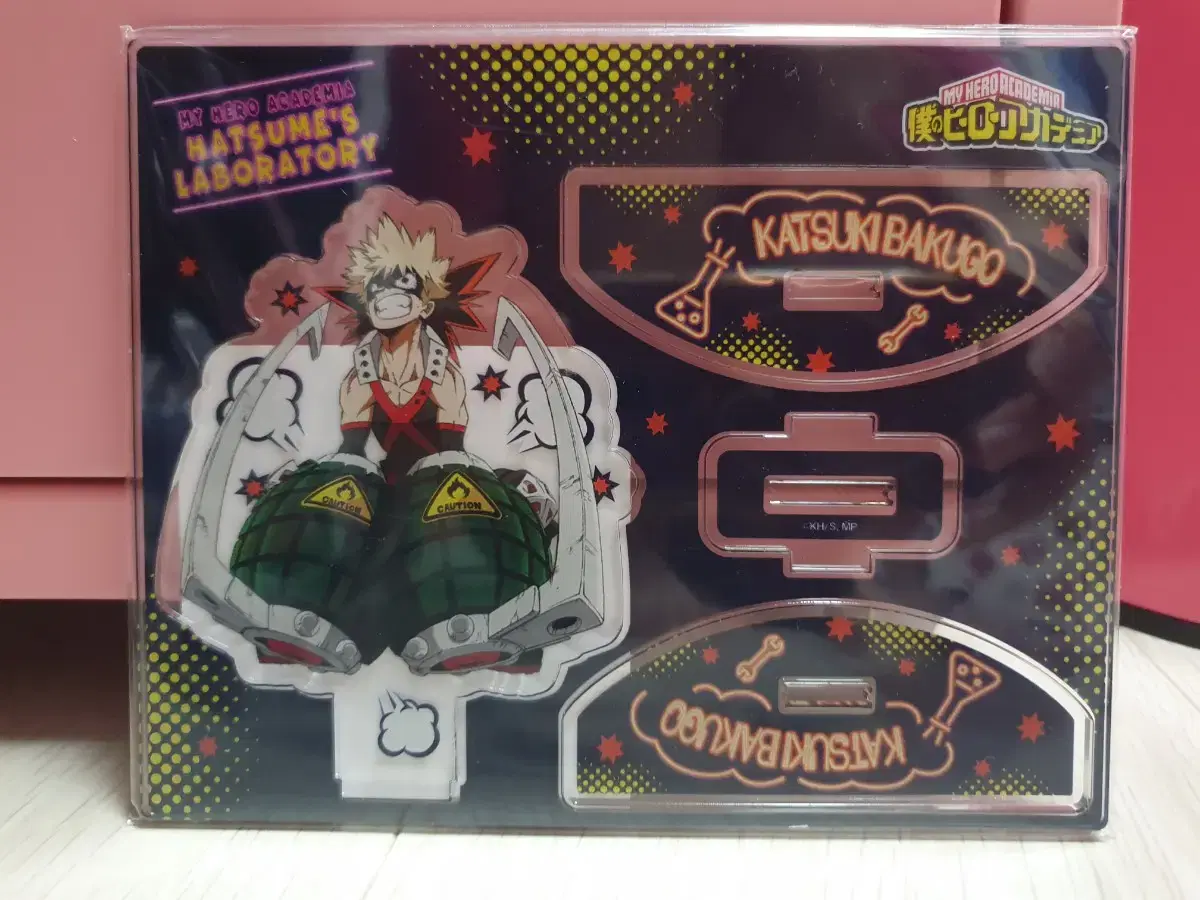 MY HERO ACADEMIA
HATSUME'S
LABORATORY
MY HERO ACADEMIA
僕のヒーローアカデミア
KATSUKI BAKUGO
CAUTION
CAUTION
©KH/S, MP
KATSUKI BAKUGO